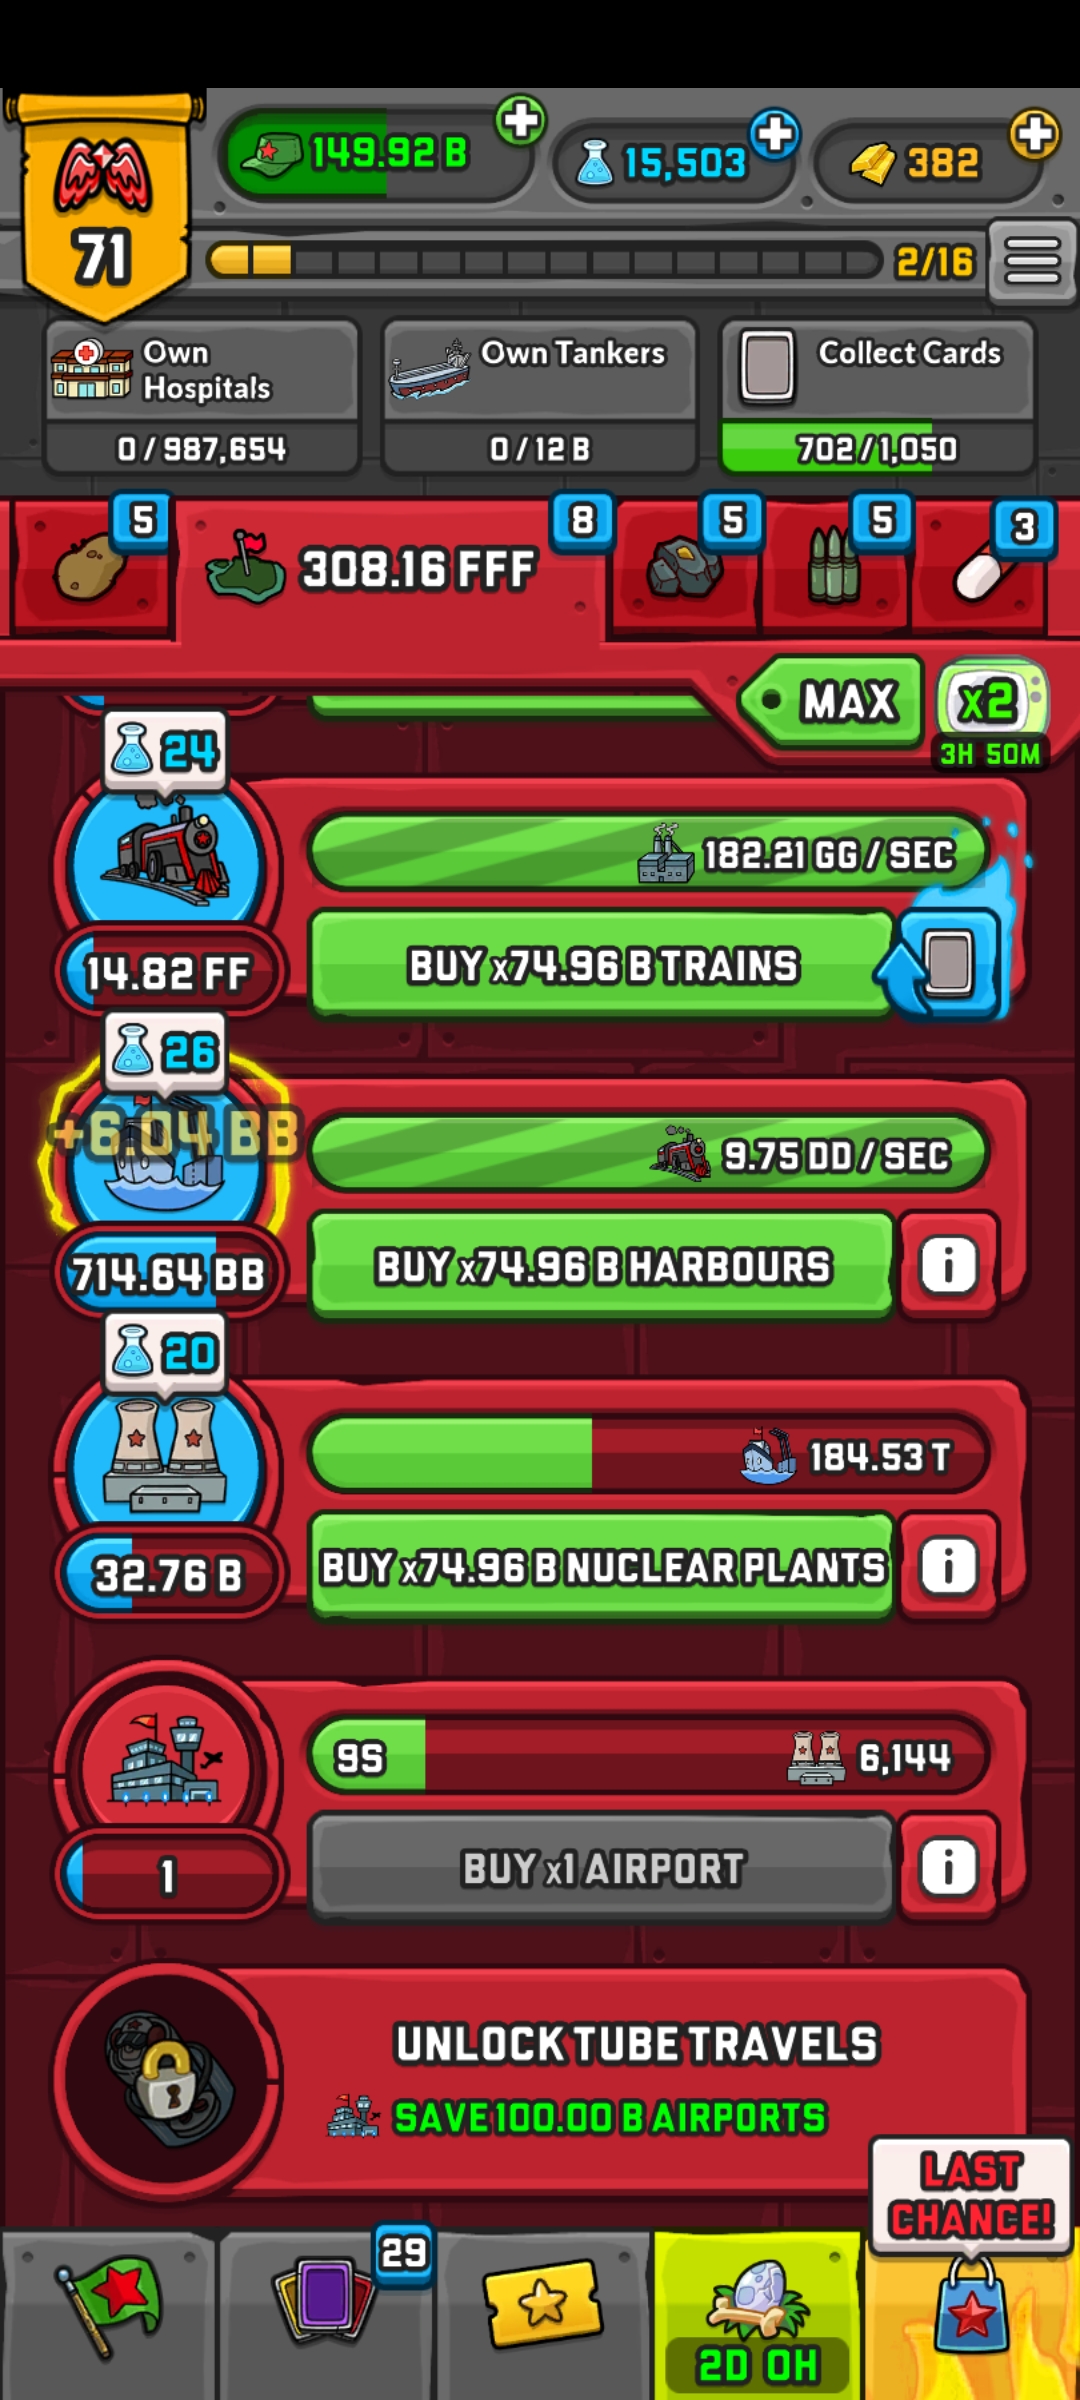 71
149.92 B
15,503
382
2/16
Own
Hospitals
0 / 987,654
Own Tankers
0 / 12 B
Collect Cards
702 / 1,050
5
308.16 FFF
8
5
5
3
MAX
x2
3H 50M
24
182.21 GG / SEC
14.82 FF
BUY x74.96 B TRAINS
26
+6.04 BB
9.75 DD / SEC
714.64 BB
BUY x74.96 B HARBOURS
i
20
184.53 T
32.76 B
BUY x74.96 B NUCLEAR PLANTS
i
9S
6,144
1
BUY x1 AIRPORT
i
UNLOCK TUBE TRAVELS
SAVE 100.00 B AIRPORTS
LAST
CHANCE!
29
2D 0H